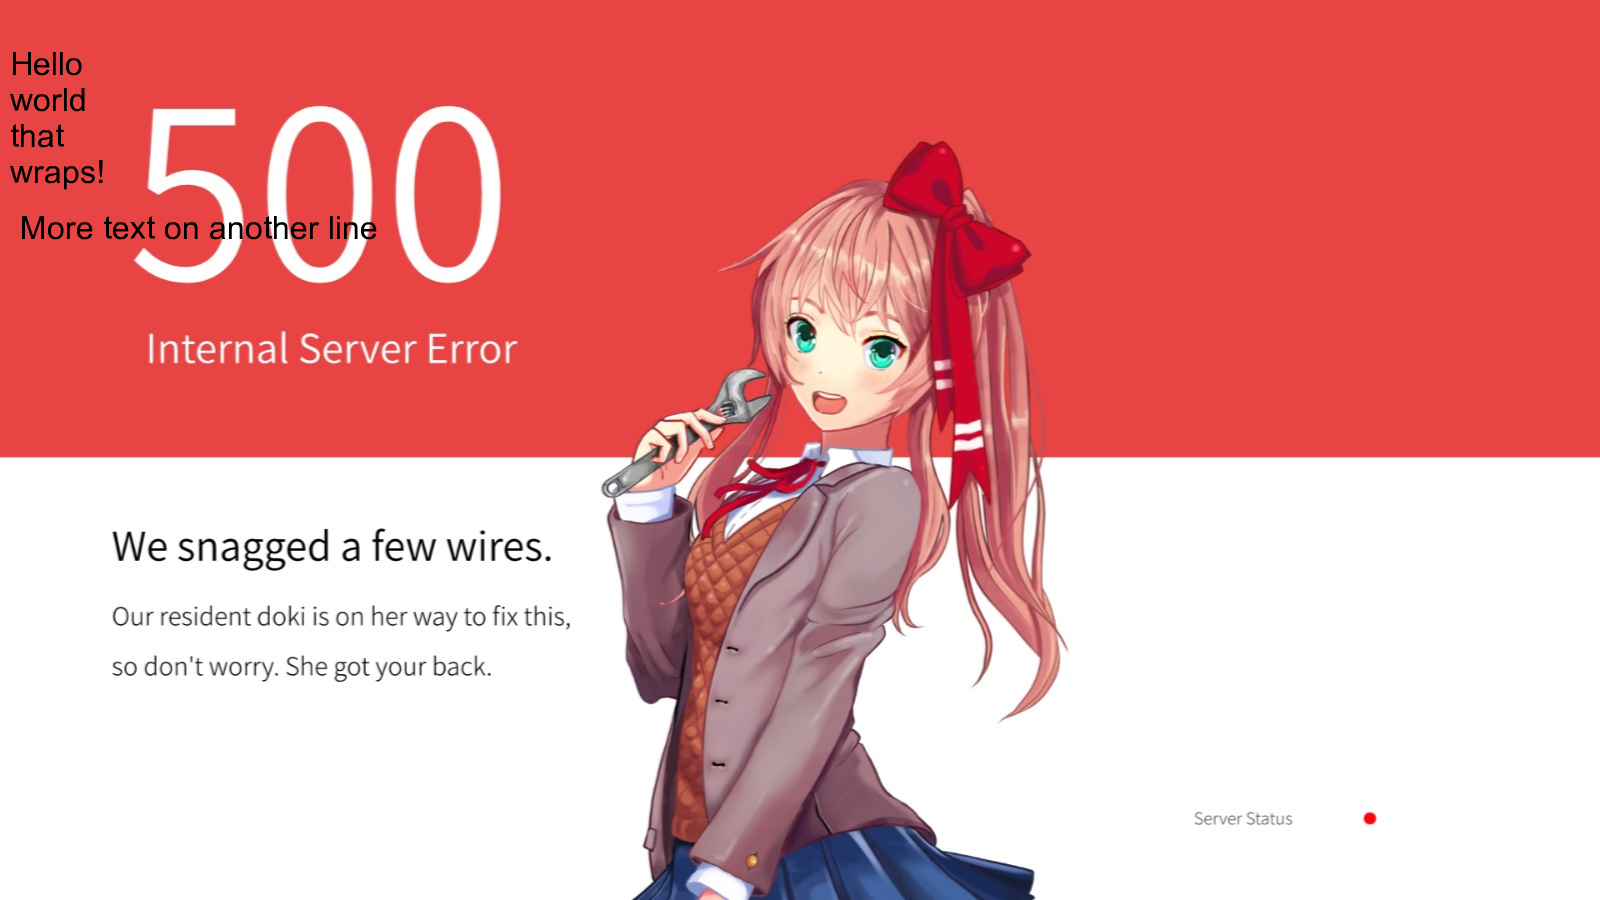 Hello
world
that
wraps!
500
More text on another line
Internal Server Error
We snagged a few wires.
Our resident doki is on her way to fix this,
so don't worry. She got your back.
Server Status